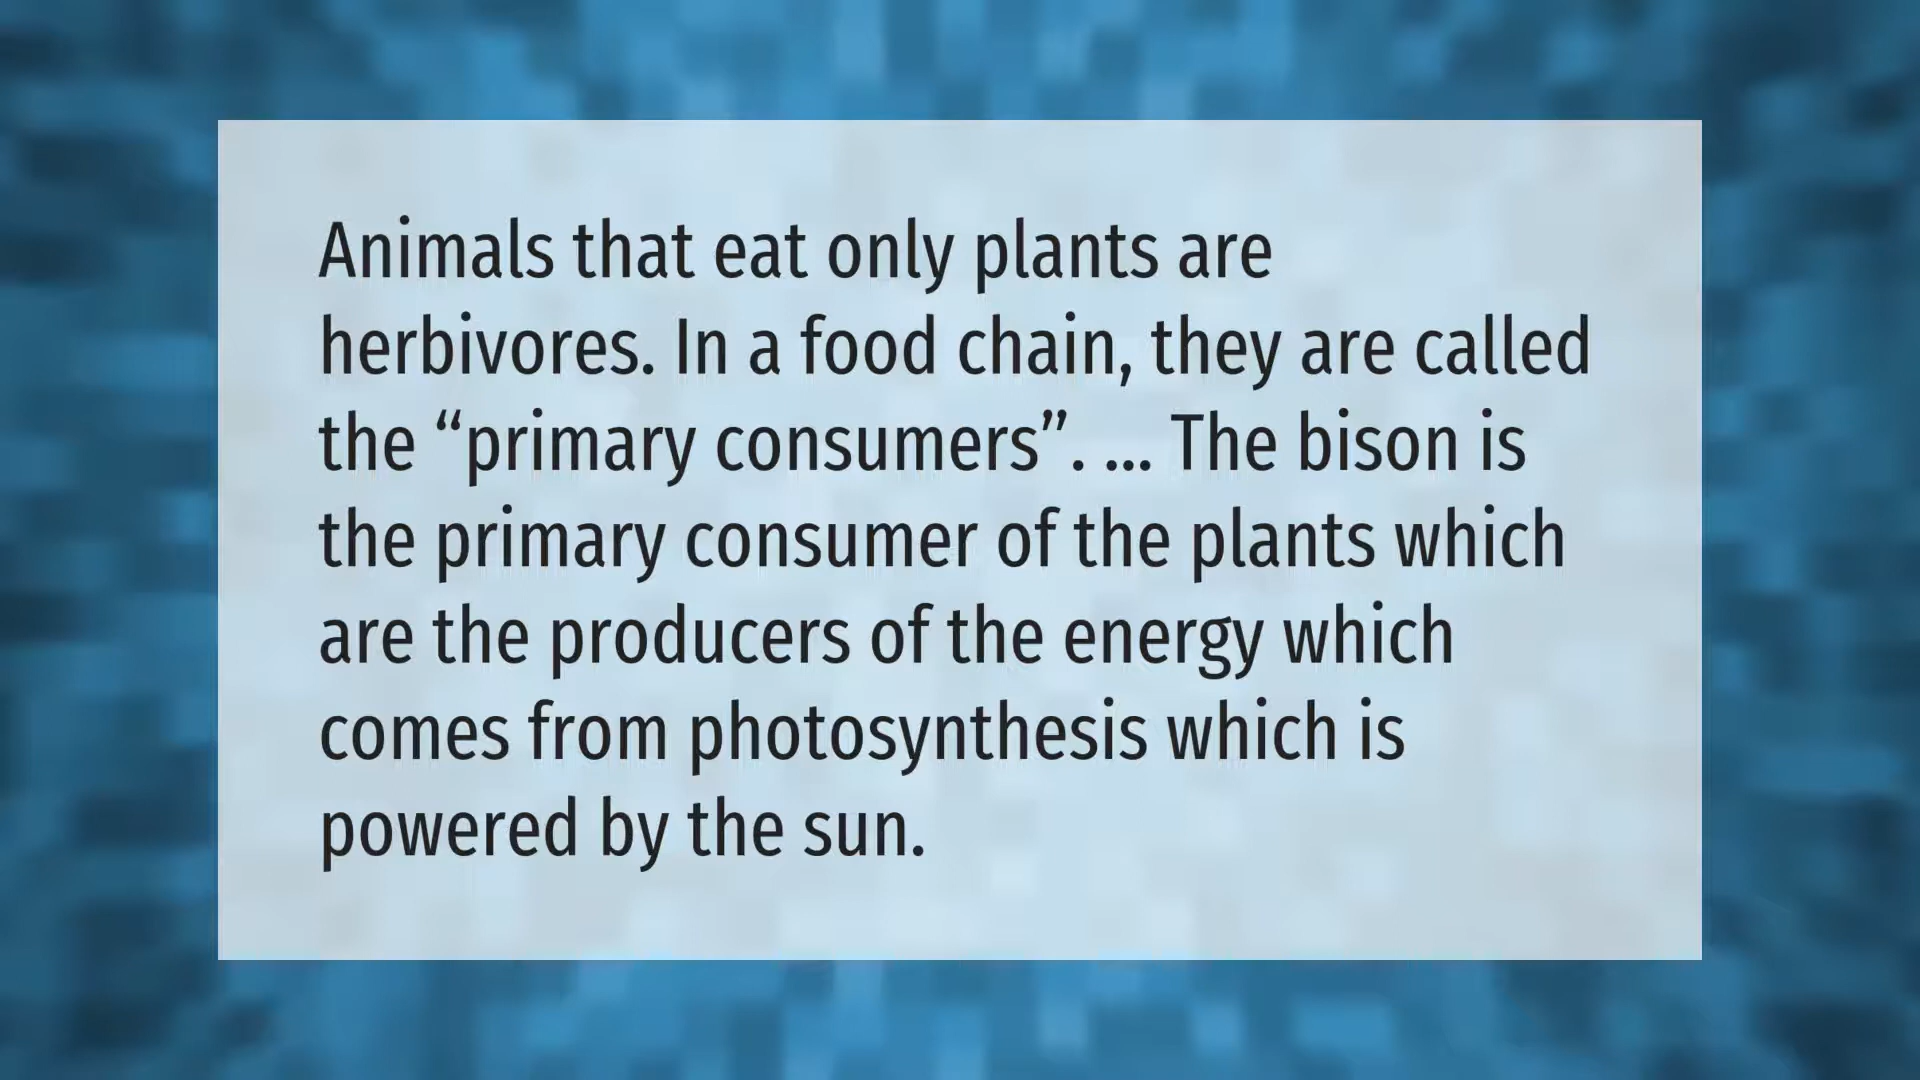 Animals that eat only plants are
herbivores. In a food chain, they are called
the “primary consumers”. ... The bison is
the primary consumer of the plants which
are the producers of the energy which
comes from photosynthesis which is
powered by the sun.